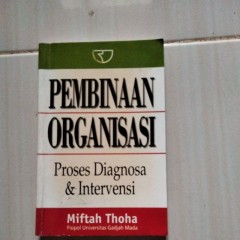 PEMBINAAN
ORGANISASI
Proses Diagnosa
& Intervensi
Miftah Thoha
Fisipol Universitas Gadjah Mada